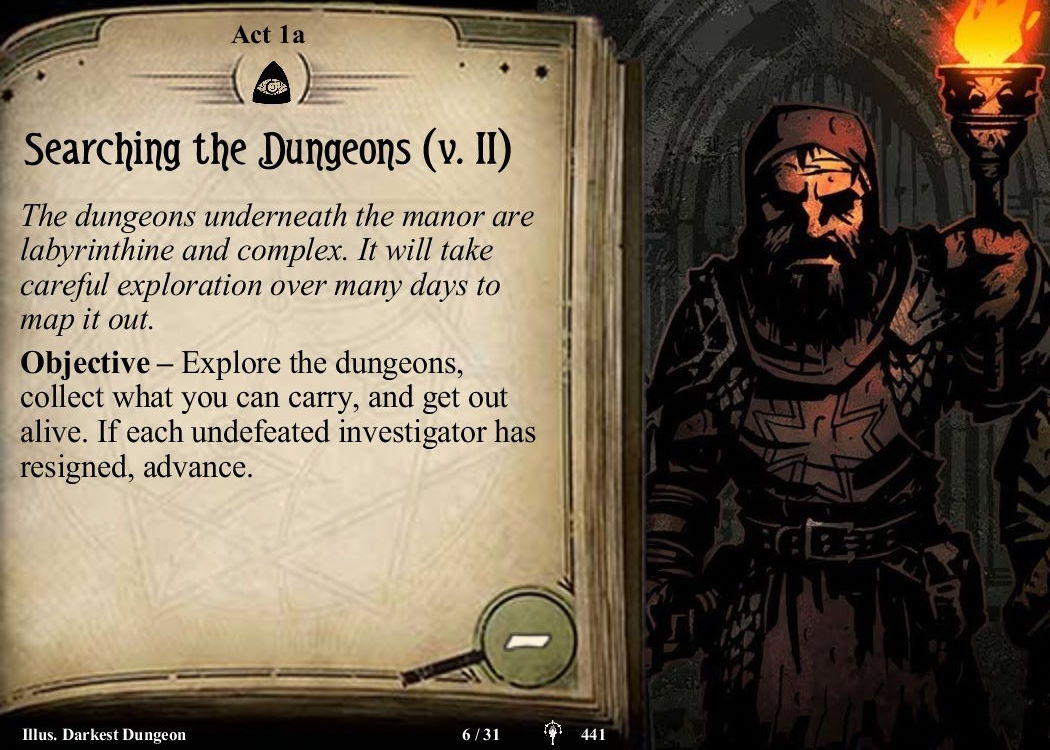 Act 1a
Searching the Dungeons (v. II)
The dungeons underneath the manor are
labyrinthine and complex. It will take
careful exploration over many days to
map it out.
Objective – Explore the dungeons,
collect what you can carry, and get out
alive. If each undefeated investigator has
resigned, advance.
-
Illus. Darkest Dungeon
6 / 31
441